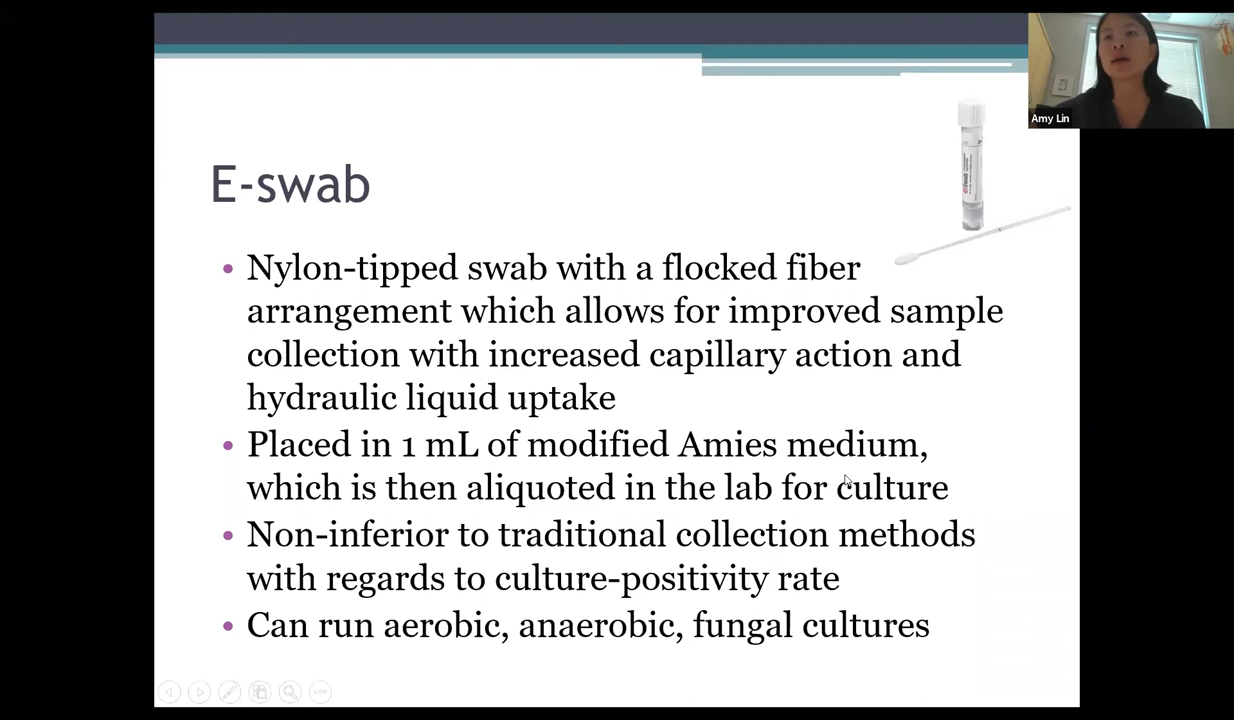 Amy Lin
E-swab
• Nylon-tipped swab with a flocked fiber
arrangement which allows for improved sample
collection with increased capillary action and
hydraulic liquid uptake
• Placed in 1 mL of modified Amies medium,
which is then aliquoted in the lab for culture
• Non-inferior to traditional collection methods
with regards to culture-positivity rate
• Can run aerobic, anaerobic, fungal cultures